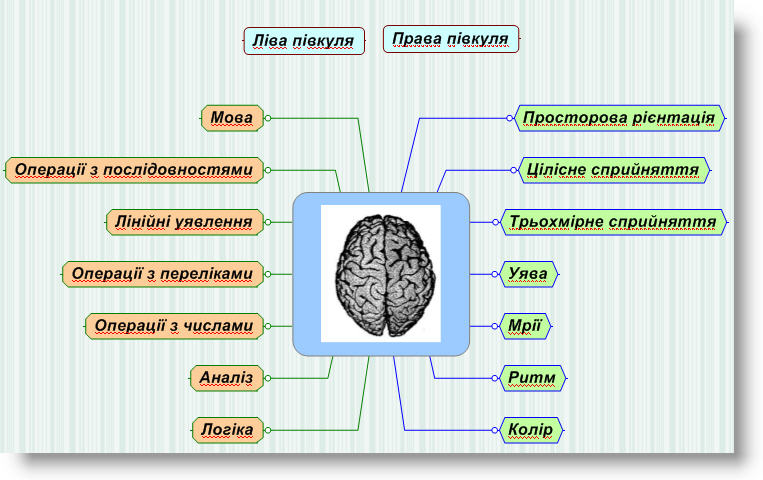 Ліва півкуля
Права півкуля
Мова
Просторова рієнтація
Операції з послідовностями
Цілісне сприйняття
Лінійні уявлення
Трьохмірне сприйняття
Операції з переліками
Уява
Операції з числами
Мрії
Аналіз
Ритм
Логіка
Колір